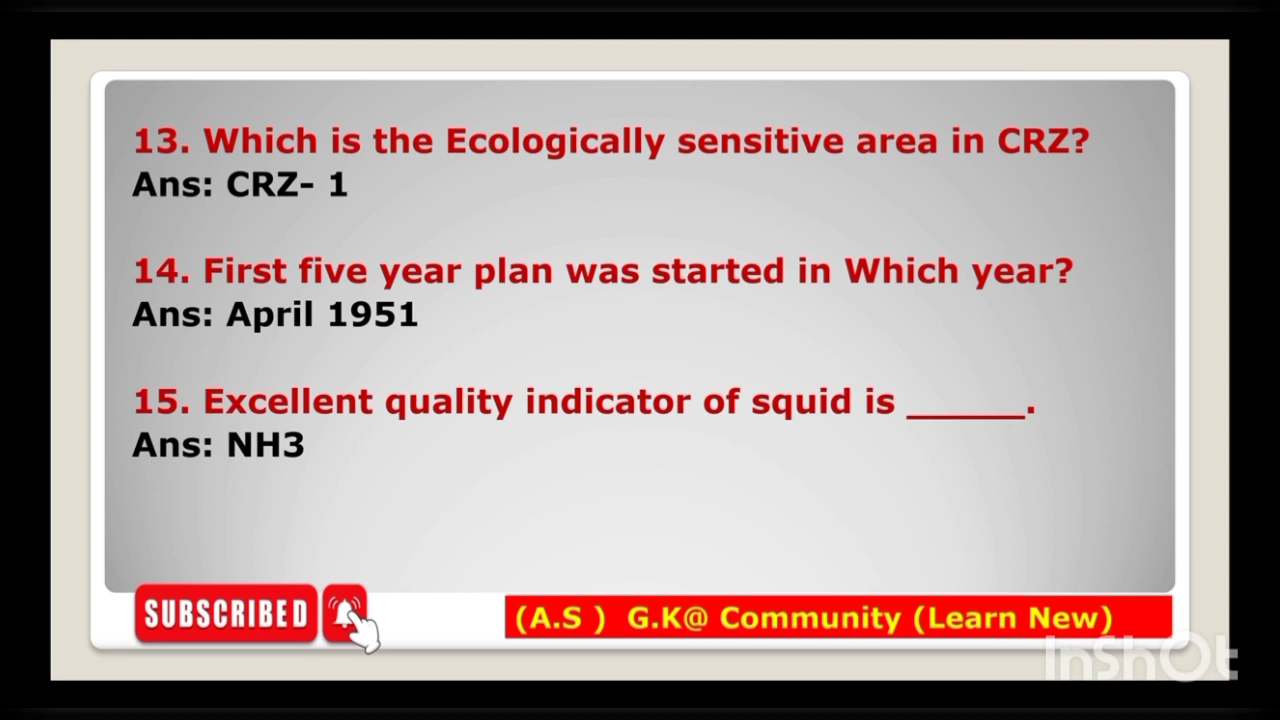 13. Which is the Ecologically sensitive area in CRZ?
Ans: CRZ- 1
14. First five year plan was started in Which year?
Ans: April 1951
15. Excellent quality indicator of squid is _____.
Ans: NH3
SUBSCRIBED
(A.S ) G.K@ Community (Learn New)
InShOt